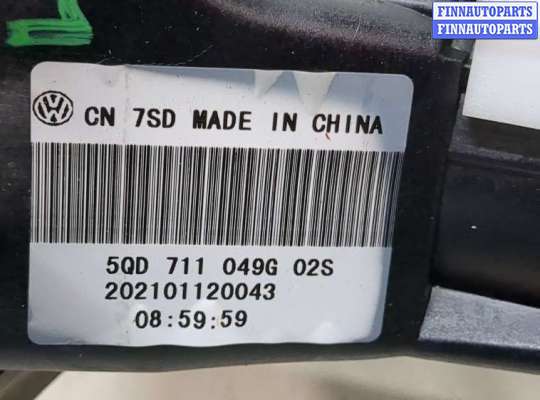 FINNAUTOPARTS
FINNAUTOPARTS
CN 7SD MADE IN CHINA
5QD 711 049G 02S
202101120043
08:59:59